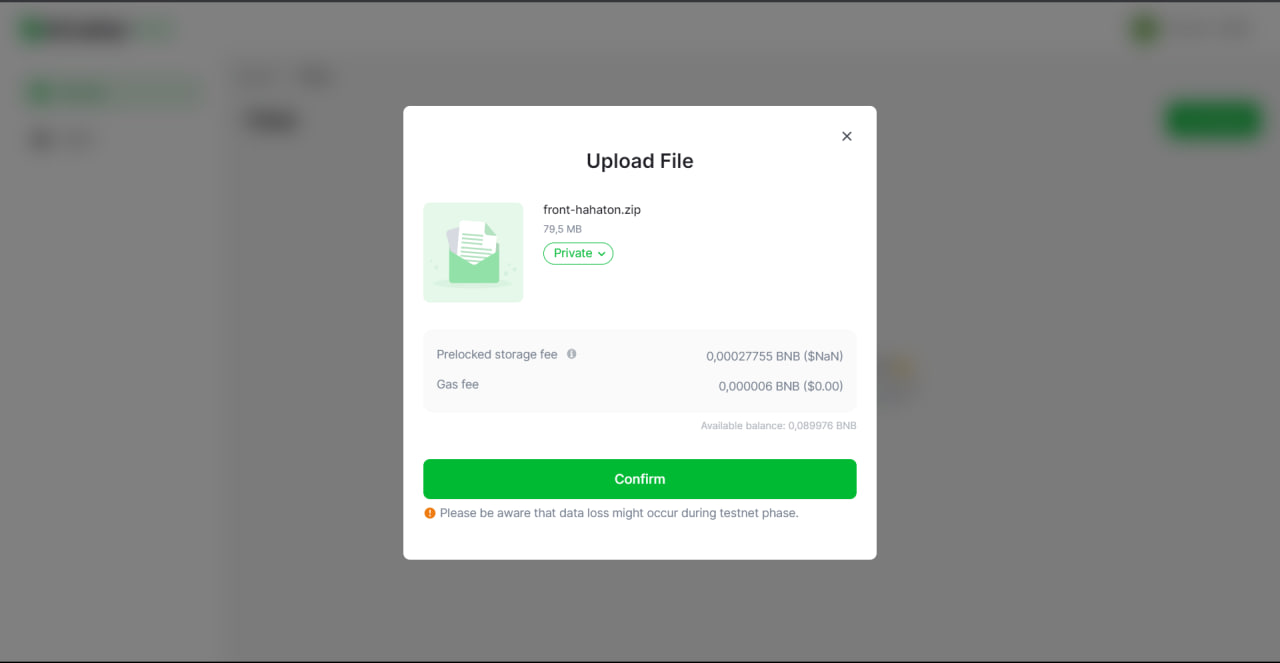 Upload File
front-hahaton.zip
79,5 MB
Private
Prelocked storage fee 0,00027755 BNB ($NaN)
Gas fee 0,000006 BNB ($0.00)
Available balance: 0,089976 BNB
Confirm
Please be aware that data loss might occur during testnet phase.